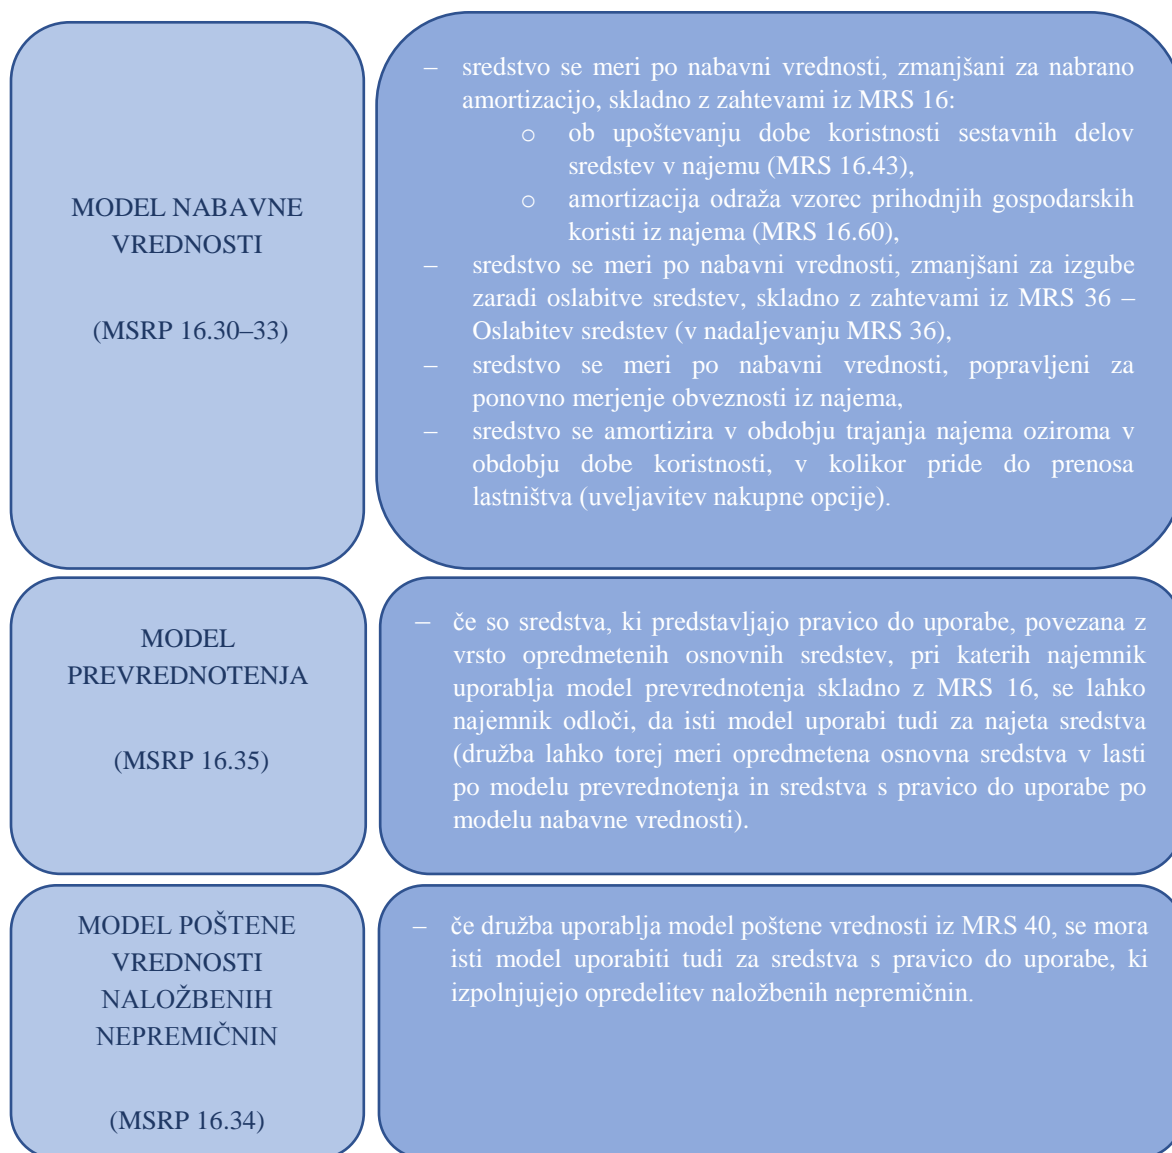 MODEL NABAVNE
VREDNOSTI
(MSRP 16.30–33)
– sredstvo se meri po nabavni vrednosti, zmanjšani za nabrano
amortizacijo, skladno z zahtevami iz MRS 16:
o ob upoštevanju dobe koristnosti sestavnih delov
sredstev v najemu (MRS 16.43),
o amortizacija odraža vzorec prihodnjih gospodarskih
koristi iz najema (MRS 16.60),
– sredstvo se meri po nabavni vrednosti, zmanjšani za izgube
zaradi oslabitve sredstev, skladno z zahtevami iz MRS 36 –
Oslabitev sredstev (v nadaljevanju MRS 36),
– sredstvo se meri po nabavni vrednosti, popravljeni za
ponovno merjenje obveznosti iz najema,
– sredstvo se amortizira v obdobju trajanja najema oziroma v
obdobju dobe koristnosti, v kolikor pride do prenosa
lastništva (uveljavitev nakupne opcije).
MODEL
PREVREDNOTENJA
(MSRP 16.35)
– če so sredstva, ki predstavljajo pravico do uporabe, povezana z
vrsto opredmetenih osnovnih sredstev, pri katerih najemnik
uporablja model prevrednotenja skladno z MRS 16, se lahko
najemnik odloči, da isti model uporabi tudi za najeta sredstva
(družba lahko torej meri opredmetena osnovna sredstva v lasti
po modelu prevrednotenja in sredstva s pravico do uporabe po
modelu nabavne vrednosti).
MODEL POŠTENE
VREDNOSTI
NALOŽBENIH
NEPREMIČNIN
(MSRP 16.34)
– če družba uporablja model poštene vrednosti iz MRS 40, se mora
isti model uporabiti tudi za sredstva s pravico do uporabe, ki
izpolnjujejo opredelitev naložbenih nepremičnin.